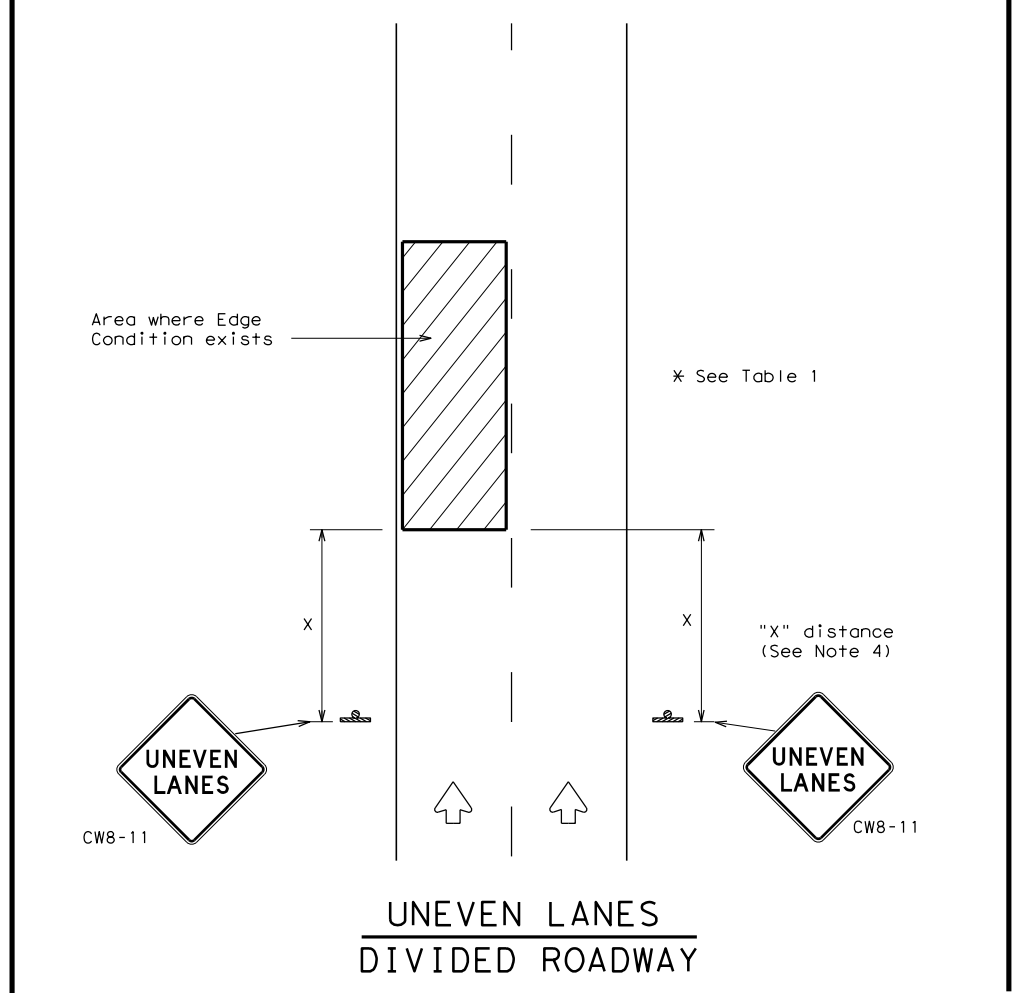 Area where Edge
Condition exists
* See Table 1
X
X
"X" distance
(See Note 4)
UNEVEN
LANES
CW8-11
UNEVEN
LANES
CW8-11
UNEVEN LANES
DIVIDED ROADWAY